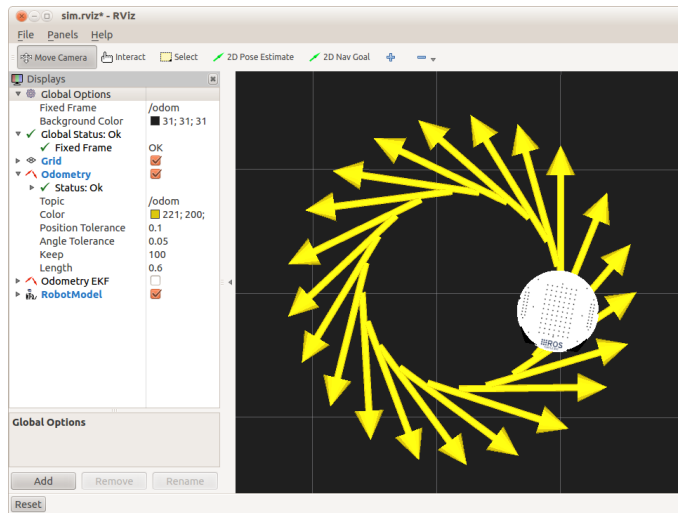 sim.rviz* - RViz
File Panels Help
Move Camera Interact Select 2D Pose Estimate 2D Nav Goal
Displays
Global Options
Fixed Frame /odom
Background Color 31; 31; 31
Global Status: Ok
Fixed Frame OK
Grid
Odometry
Status: Ok
Topic /odom
Color 221; 200;
Position Tolerance 0.1
Angle Tolerance 0.05
Keep 100
Length 0.6
Odometry EKF
RobotModel
ROS
Global Options
Add Remove Rename
Reset